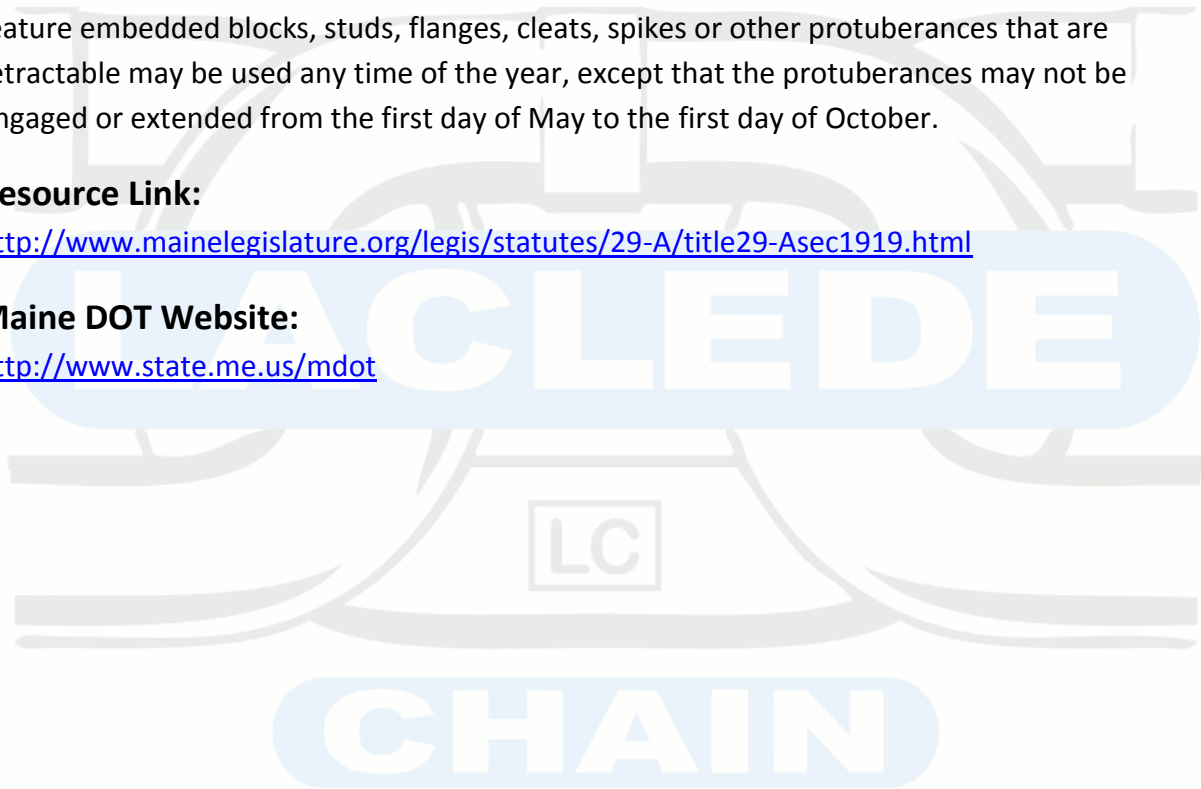 eature embedded blocks, studs, flanges, cleats, spikes or other protuberances that are
etractable may be used any time of the year, except that the protuberances may not be
ngaged or extended from the first day of May to the first day of October.
esource Link:
ttp://www.mainelegislature.org/legis/statutes/29-A/title29-Asec1919.html
Maine DOT Website:
ttp://www.state.me.us/mdot
LACLEDE
LC
CHAIN